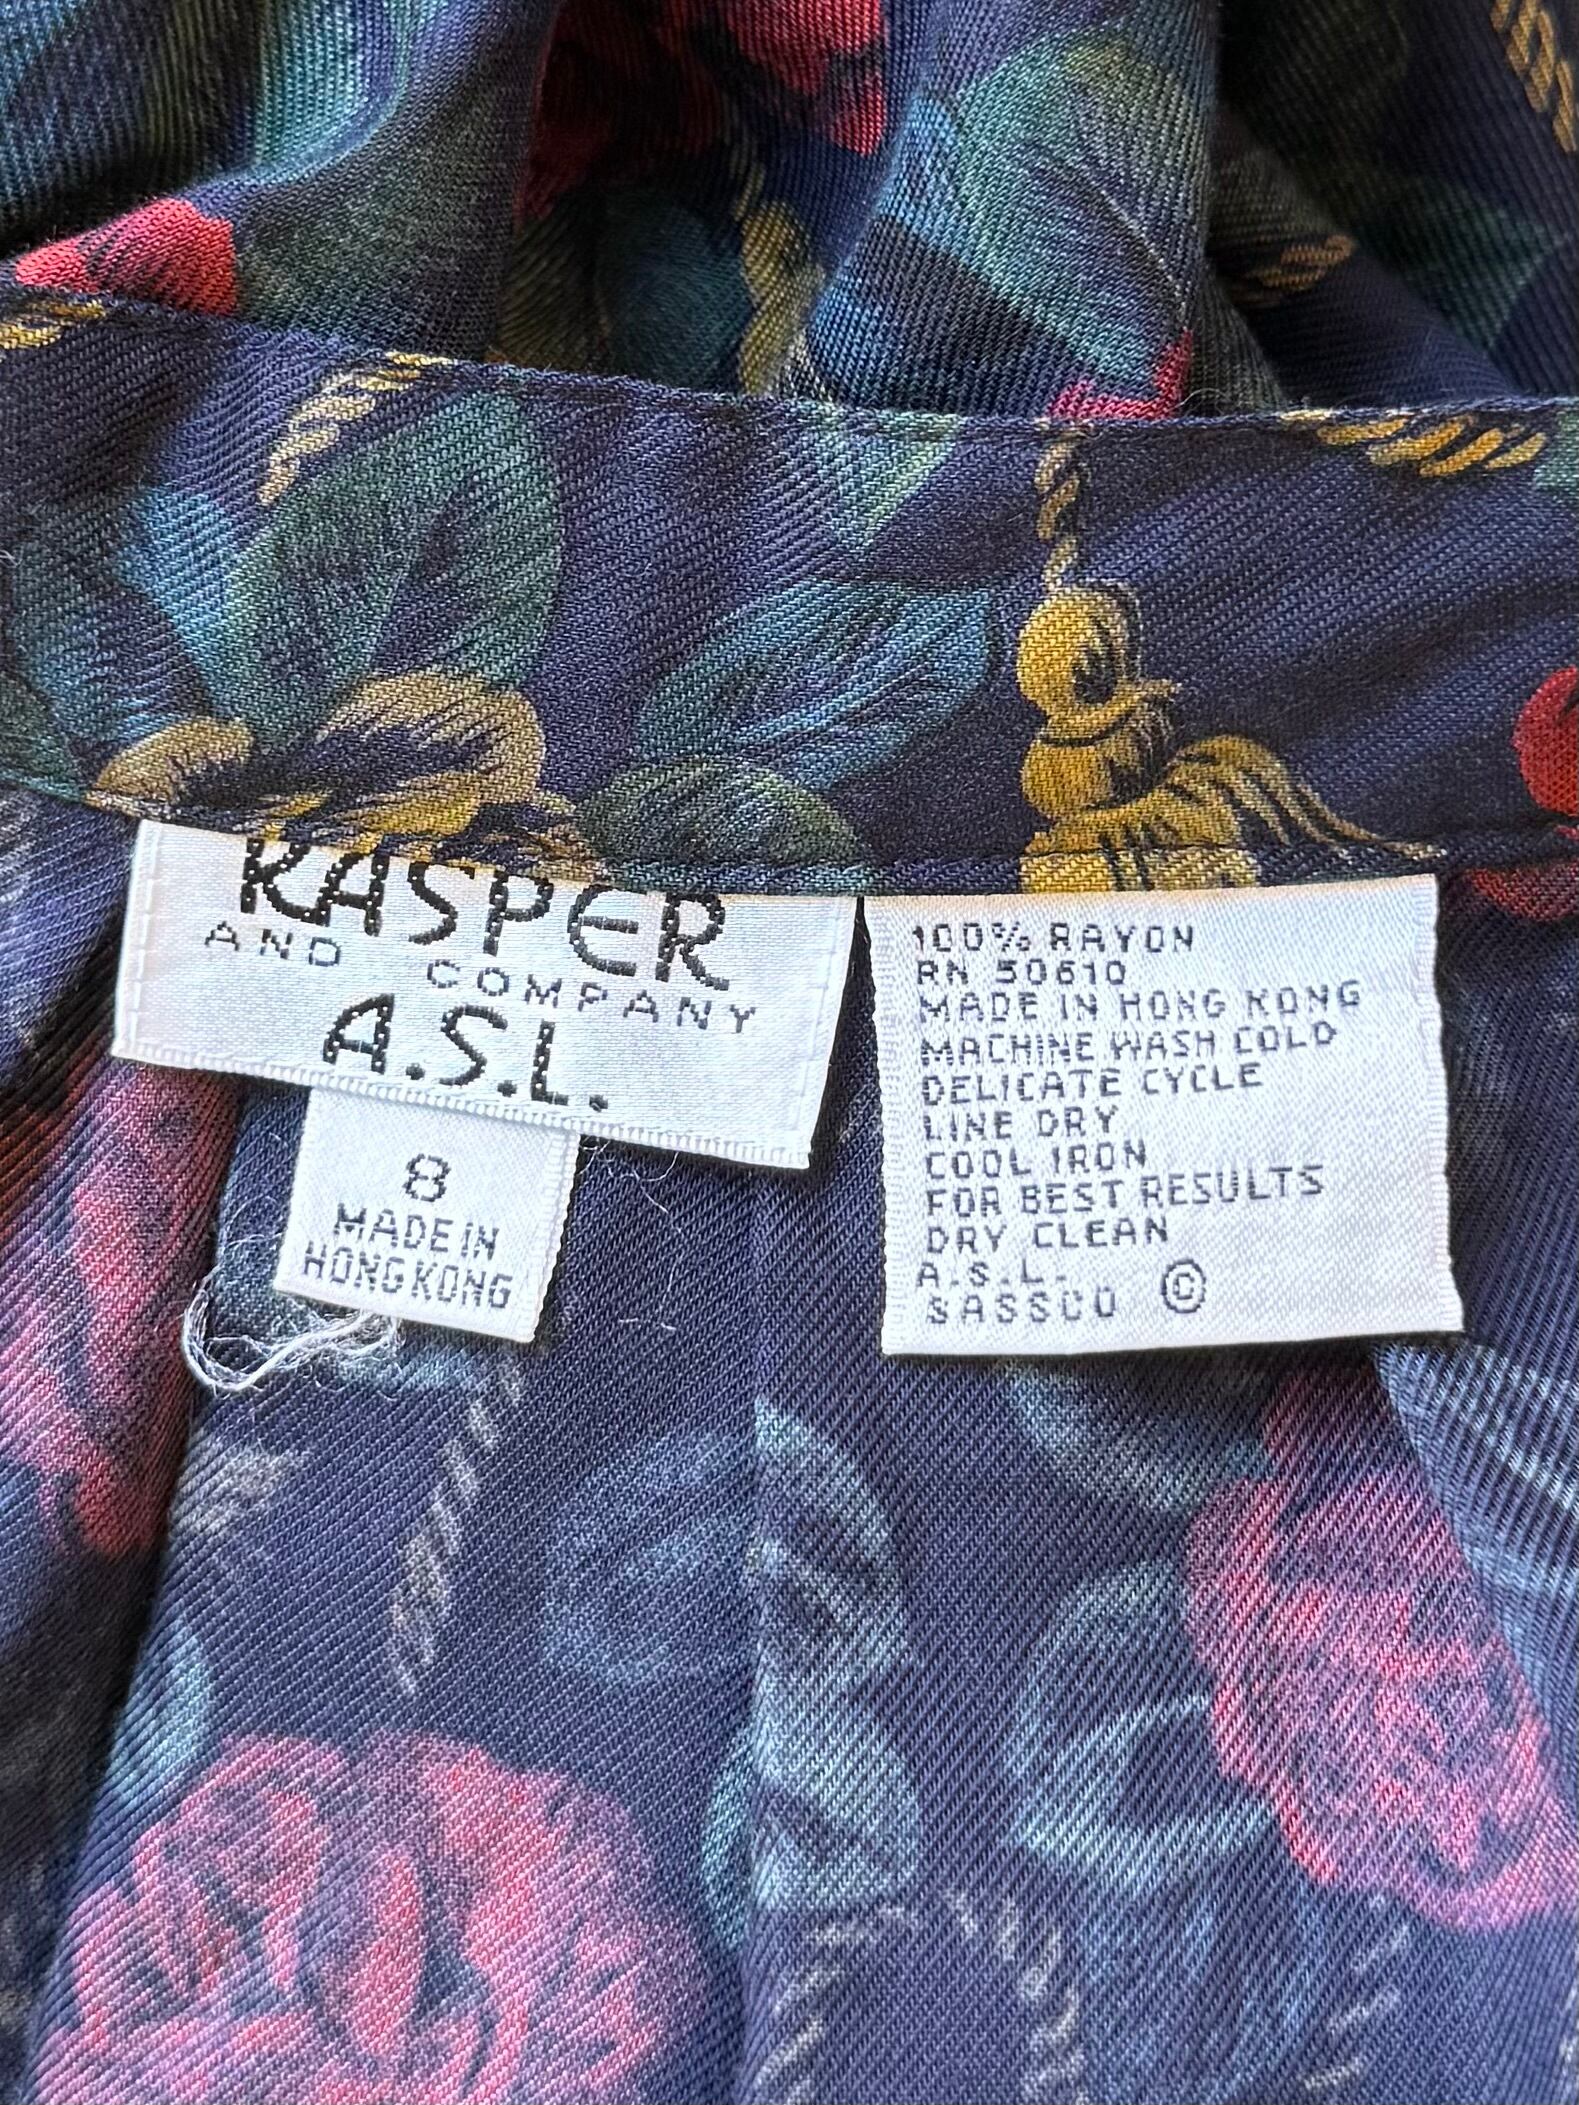 KASPER
AND COMPANY
A.S.L.
8
MADE IN
HONG KONG
100% RAYON
RN 50610
MADE IN HONG KONG
MACHINE WASH COLD
DELICATE CYCLE
LINE DRY
COOL IRON
FOR BEST RESULTS
DRY CLEAN
A.S.L.
SASSCO ©